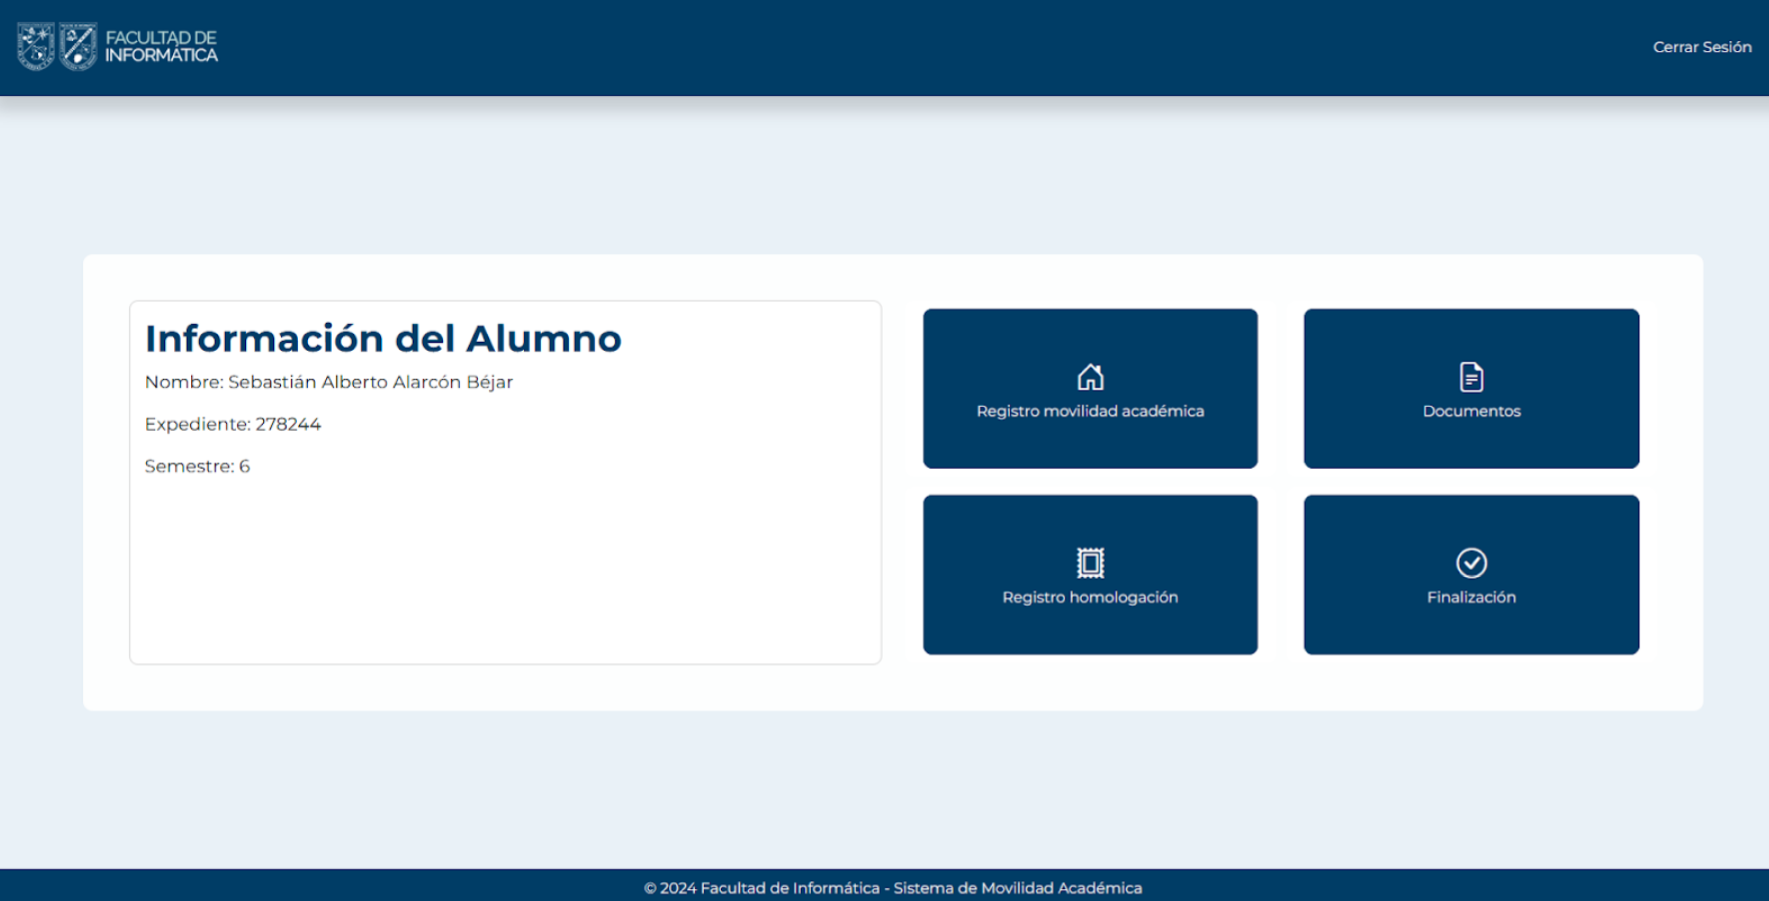 FACULTAD DE
INFORMÁTICA
Cerrar Sesión
Información del Alumno
Nombre: Sebastián Alberto Alarcón Béjar
Expediente: 278244
Semestre: 6
Registro movilidad académica
Documentos
Registro homologación
Finalización
© 2024 Facultad de Informática - Sistema de Movilidad Académica